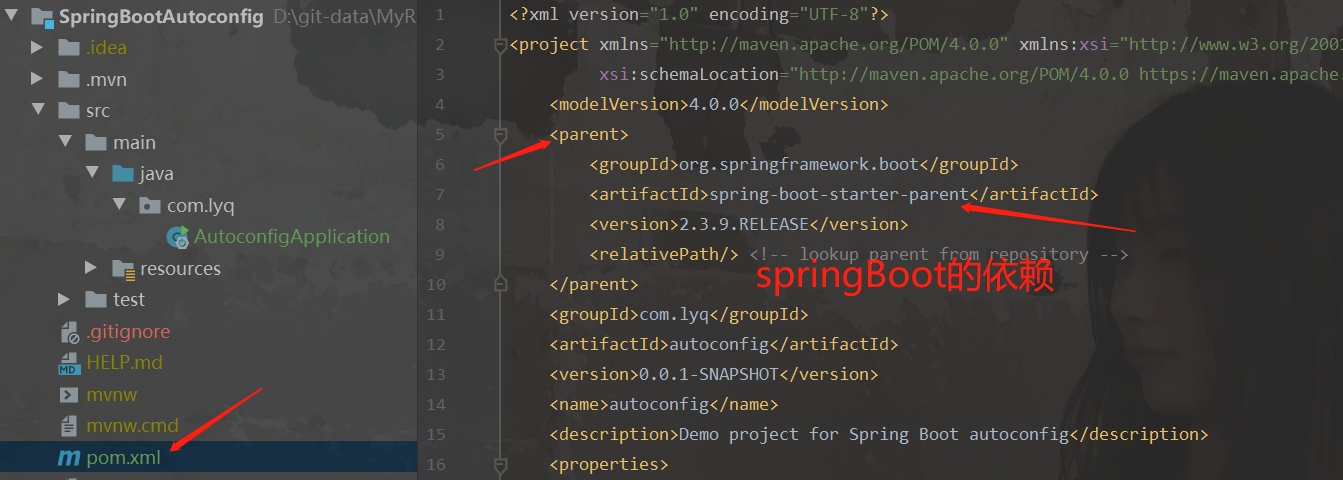 SpringBootAutoconfig D:\git-data\MyR
.idea
.mvn
src
main
java
com.lyq
AutoconfigApplication
resources
test
.gitignore
HELP.md
mvnw
mvnw.cmd
pom.xml
1 <?xml version="1.0" encoding="UTF-8"?>
2 <project xmlns="http://maven.apache.org/POM/4.0.0" xmlns:xsi="http://www.w3.org/2001
3 xsi:schemaLocation="http://maven.apache.org/POM/4.0.0 https://maven.apache.
4 <modelVersion>4.0.0</modelVersion>
5 <parent>
6 <groupId>org.springframework.boot</groupId>
7 <artifactId>spring-boot-starter-parent</artifactId>
8 <version>2.3.9.RELEASE</version>
9 <relativePath/> <!-- lookup parent from repository -->
springBoot的依赖
10 </parent>
11 <groupId>com.lyq</groupId>
12 <artifactId>autoconfig</artifactId>
13 <version>0.0.1-SNAPSHOT</version>
14 <name>autoconfig</name>
15 <description>Demo project for Spring Boot autoconfig</description>
16 <properties>